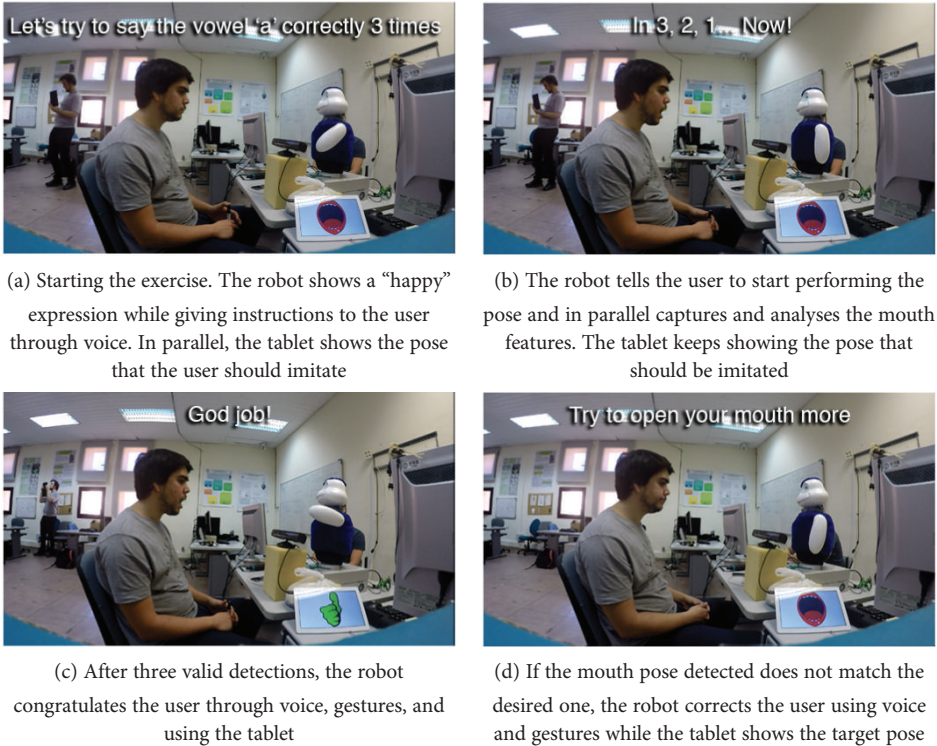 Let's try to say the vowel 'a' correctly 3 times
In 3, 2, 1... Now!
(a) Starting the exercise. The robot shows a “happy”
expression while giving instructions to the user
through voice. In parallel, the tablet shows the pose
that the user should imitate
(b) The robot tells the user to start performing the
pose and in parallel captures and analyses the mouth
features. The tablet keeps showing the pose that
should be imitated
God job!
Try to open your mouth more
(c) After three valid detections, the robot
congratulates the user through voice, gestures, and
using the tablet
(d) If the mouth pose detected does not match the
desired one, the robot corrects the user using voice
and gestures while the tablet shows the target pose